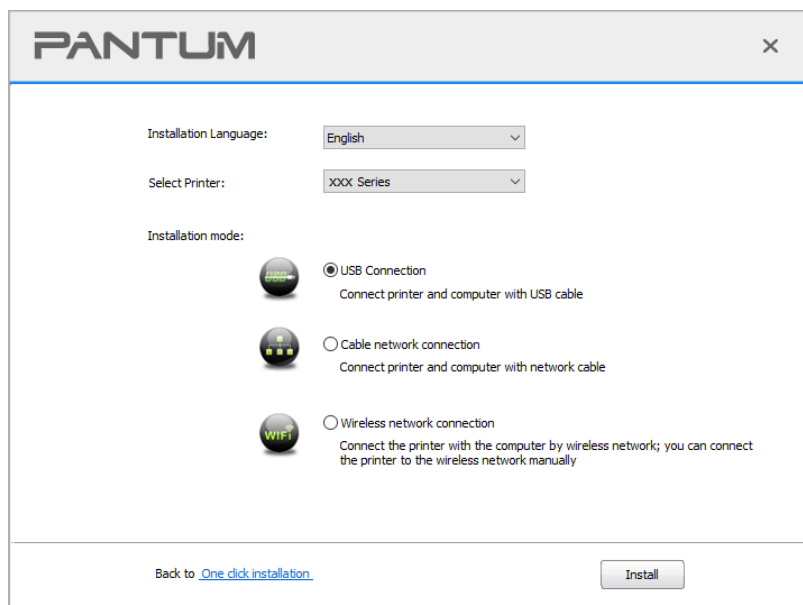 PANTUM
Installation Language:
English
Select Printer:
XXX Series
Installation mode:
USB
USB Connection
Connect printer and computer with USB cable
Cable network connection
Connect printer and computer with network cable
WiFi
Wireless network connection
Connect the printer with the computer by wireless network; you can connect
the printer to the wireless network manually
Back to One click installation
Install